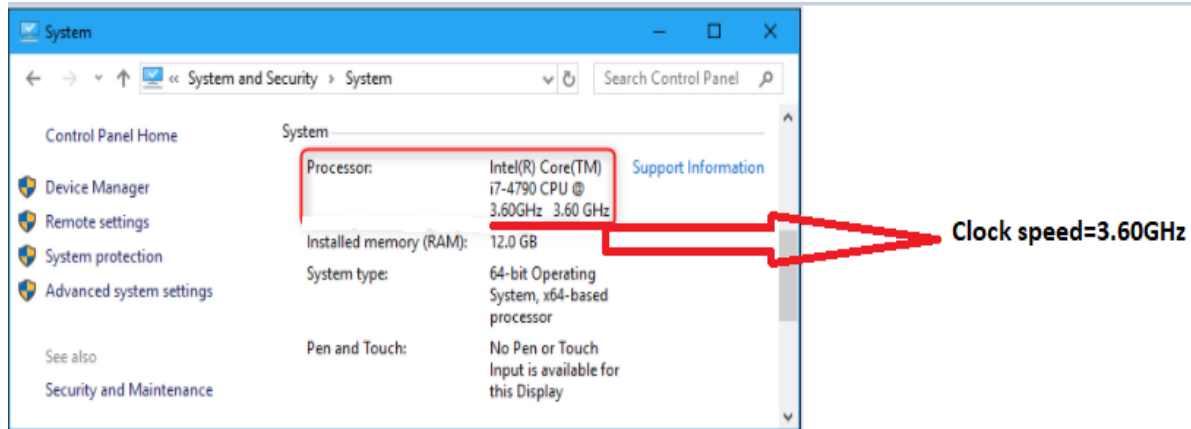 System
« System and Security › System
Search Control Panel
Control Panel Home
System
Processor:
Intel(R) Core(TM)
i7-4790 CPU @
3.60GHz 3.60 GHz
Support Information
Device Manager
Remote settings
System protection
Advanced system settings
Installed memory (RAM):
12.0 GB
System type:
64-bit Operating
System, x64-based
processor
Pen and Touch:
No Pen or Touch
Input is available for
this Display
See also
Security and Maintenance
Clock speed=3.60GHz